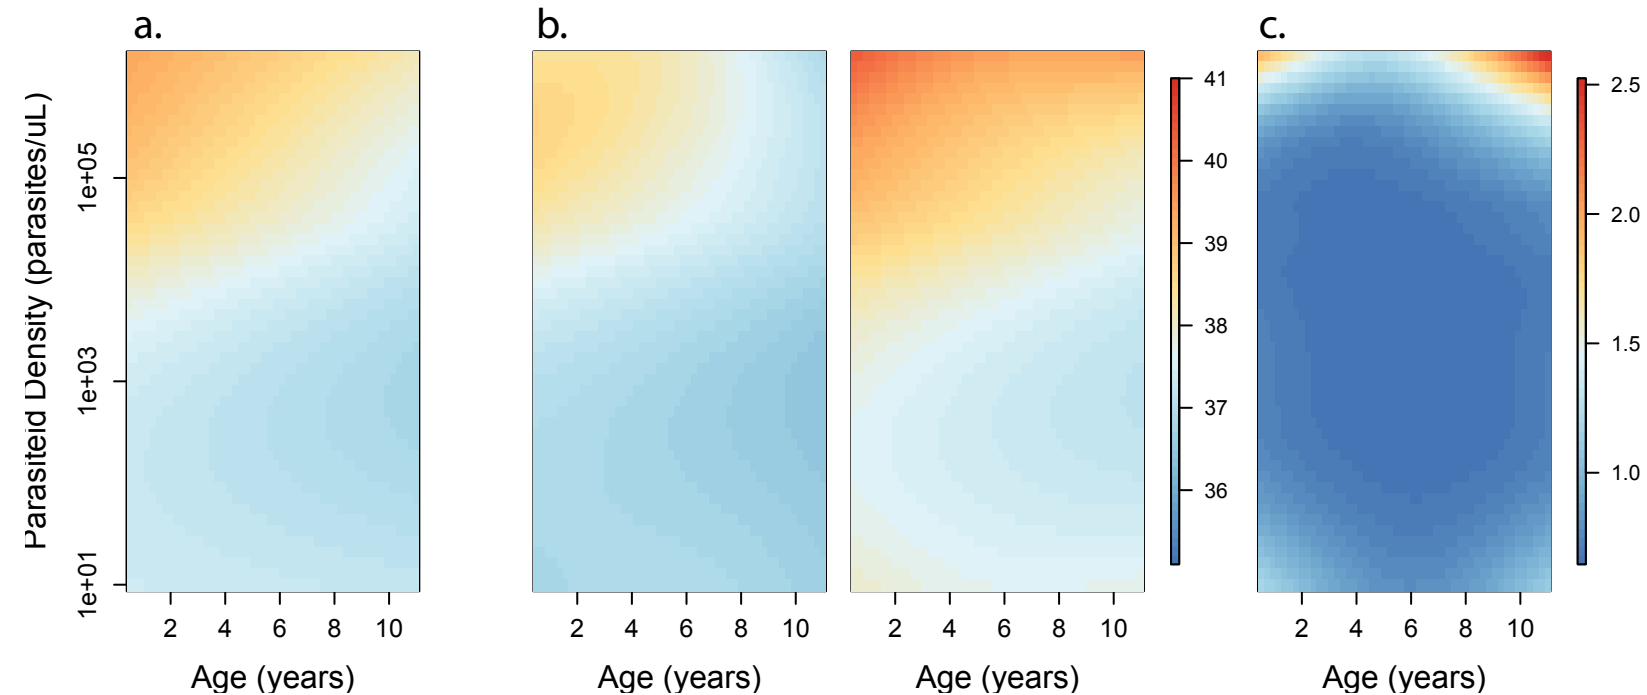 a.
b.
c.
Parasiteid Density (parasites/uL)
1e+05
1e+03
1e+01
2 4 6 8 10
Age (years)
2 4 6 8 10
Age (years)
2 4 6 8 10
Age (years)
41
40
39
38
37
36
2 4 6 8 10
Age (years)
2.5
2.0
1.5
1.0